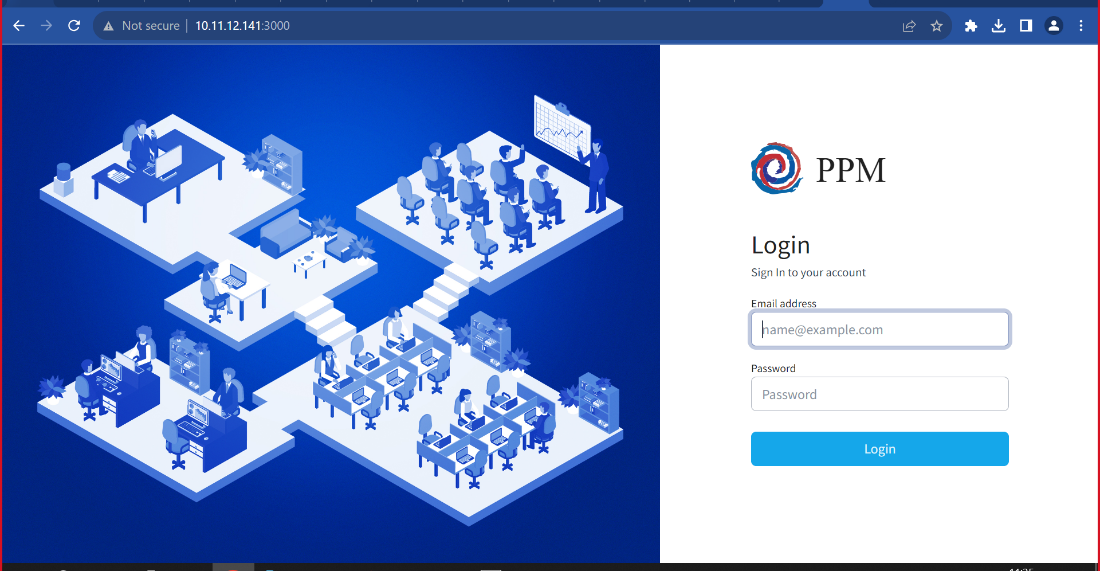 Not secure | 10.11.12.141:3000
PPM
Login
Sign In to your account
Email address
name@example.com
Password
Password
Login